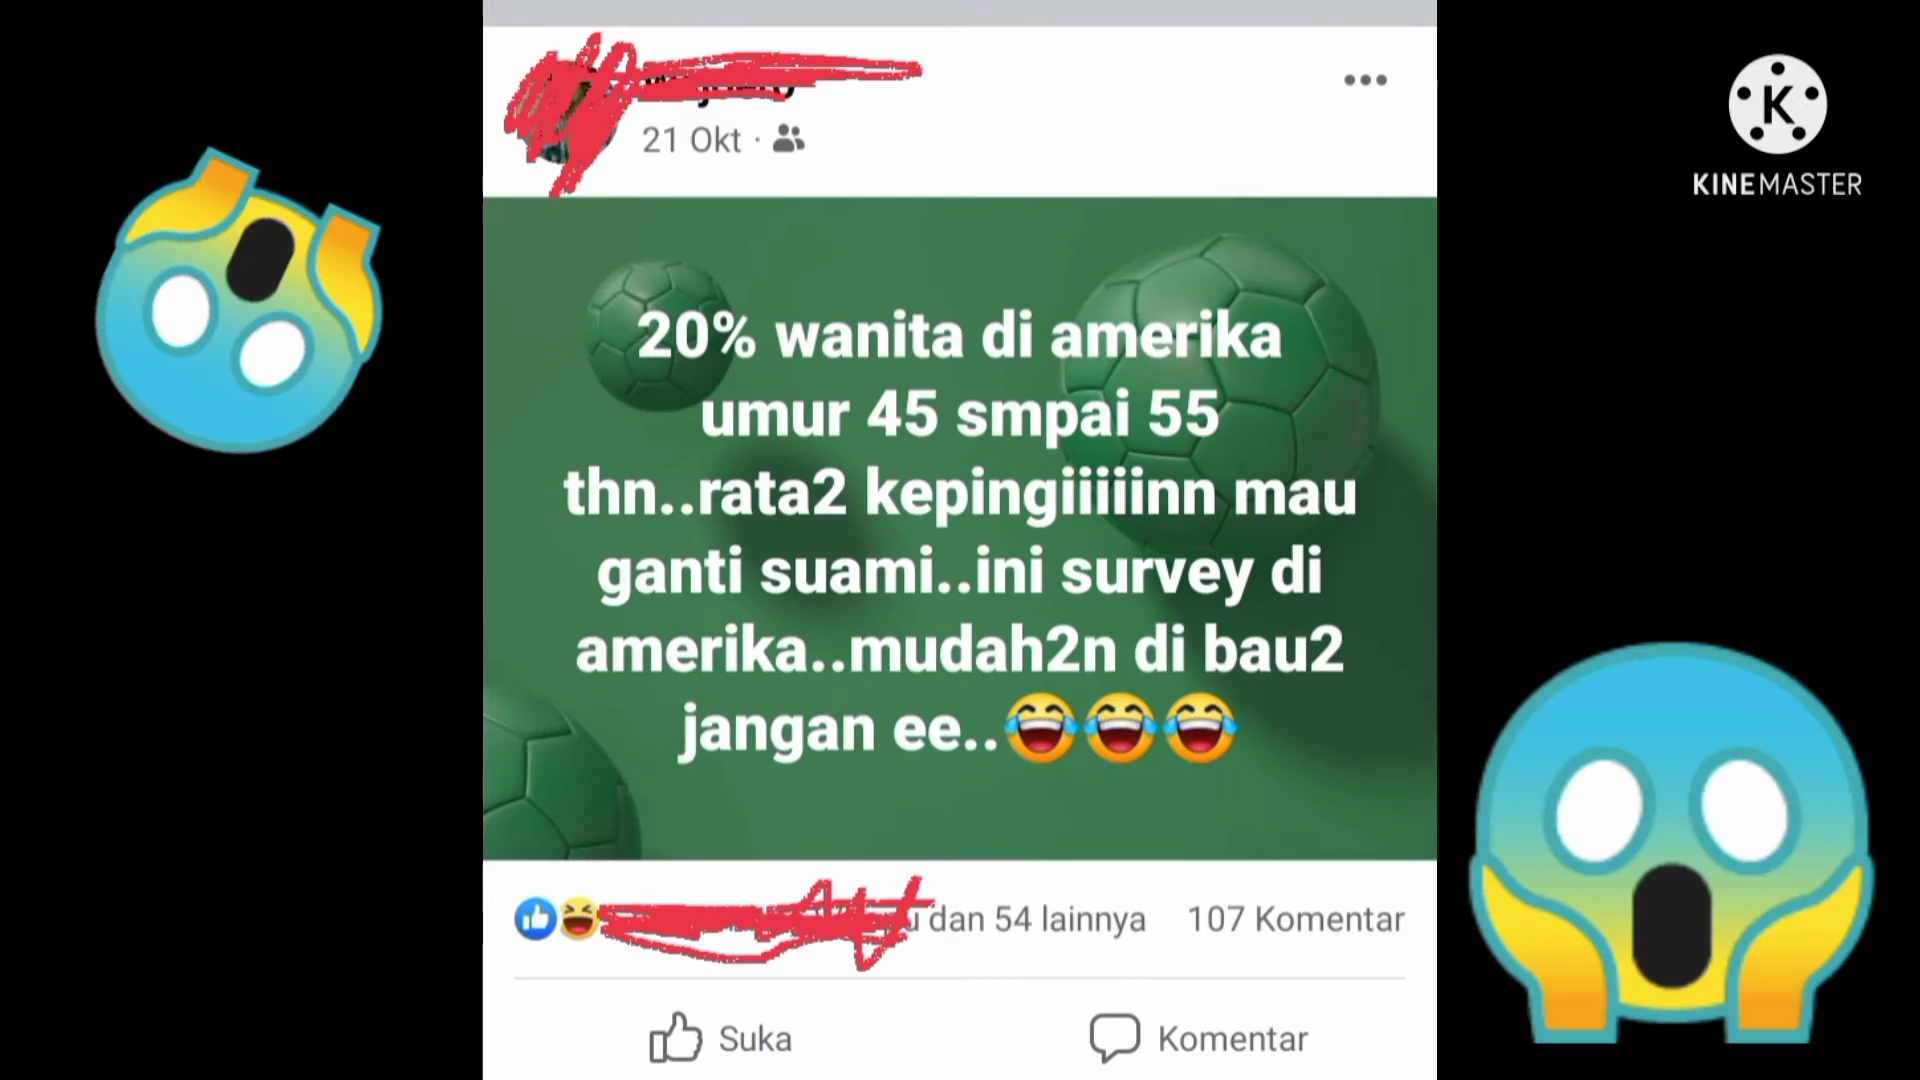 21 Okt ·
K
KINEMASTER
20% wanita di amerika
umur 45 smpai 55
thn..rata2 kepingiiiiiinn mau
ganti suami..ini survey di
amerika..mudah2n di bau2
jangan ee..😂😂😂
dan 54 lainnya 107 Komentar
Suka Komentar